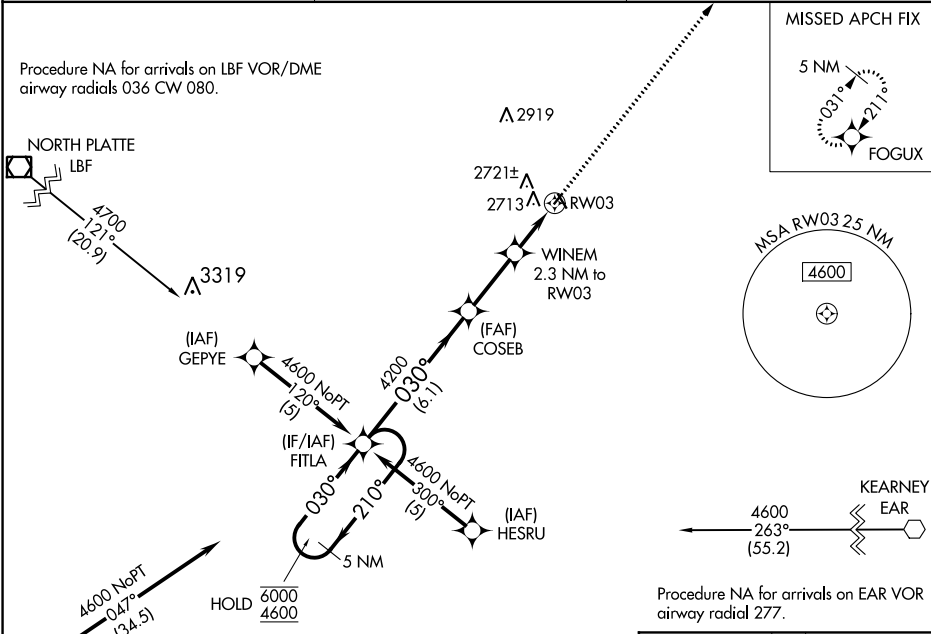 MISSED APCH FIX
5 NM
031°
211°
FOGUX
Procedure NA for arrivals on LBF VOR/DME
airway radials 036 CW 080.
NORTH PLATTE
LBF
4700
121°
(20.9)
3319
2919
2721±
2713
RW03
WINEM
2.3 NM to
RW03
(FAF)
COSEB
MSA RW03 25 NM
4600
(IAF)
GEPYE
4600 NoPT
120°
(5)
4200
030°
(6.1)
(IF/IAF)
FITLA
030°
210°
4600 NoPT
300°
(5)
(IAF)
HESRU
5 NM
HOLD
6000
4600
4600 NoPT
047°
(34.5)
KEARNEY
EAR
4600
263°
(55.2)
Procedure NA for arrivals on EAR VOR
airway radial 277.